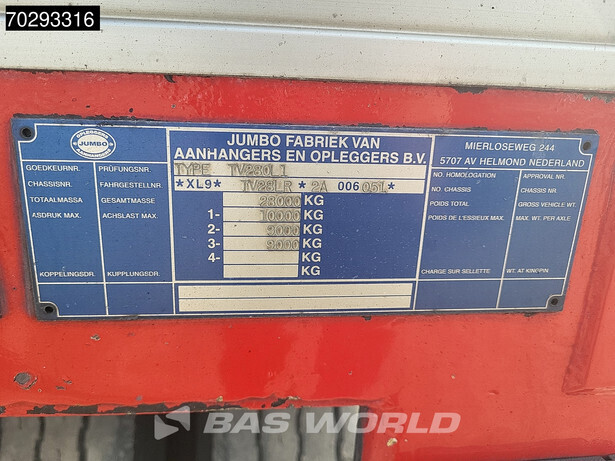 70293316
OPLEGGERS
JUMBO
AANHANGERS
JUMBO FABRIEK VAN
AANHANGERS EN OPLEGGERS B.V.
MIERLOSEWEG 244
5707 AV HELMOND NEDERLAND
GOEDKEURNR. PRÜFUNGSNR. TYPE TV280L1 NO. HOMOLOGATION APPROVAL NR.
CHASSISNR. FAHRGESTELLNR *XL9* TV28LR * 2A 006051* NO. CHASSIS CHASSIS NR.
TOTAALMASSA GESAMTMASSE 28000 KG POIDS TOTAL GROSS VEHICLE WT.
ASDRUK MAX. ACHSLAST MAX. 1- 10000 KG POIDS DE L'ESSIEUX MAX. MAX. WT. PER AXLE
2- 9000 KG
3- 9000 KG
4- KG
KOPPELINGSDR. KUPPLUNGSDR. KG CHARGE SUR SELLETTE WT. AT KINGPIN
BAS WORLD